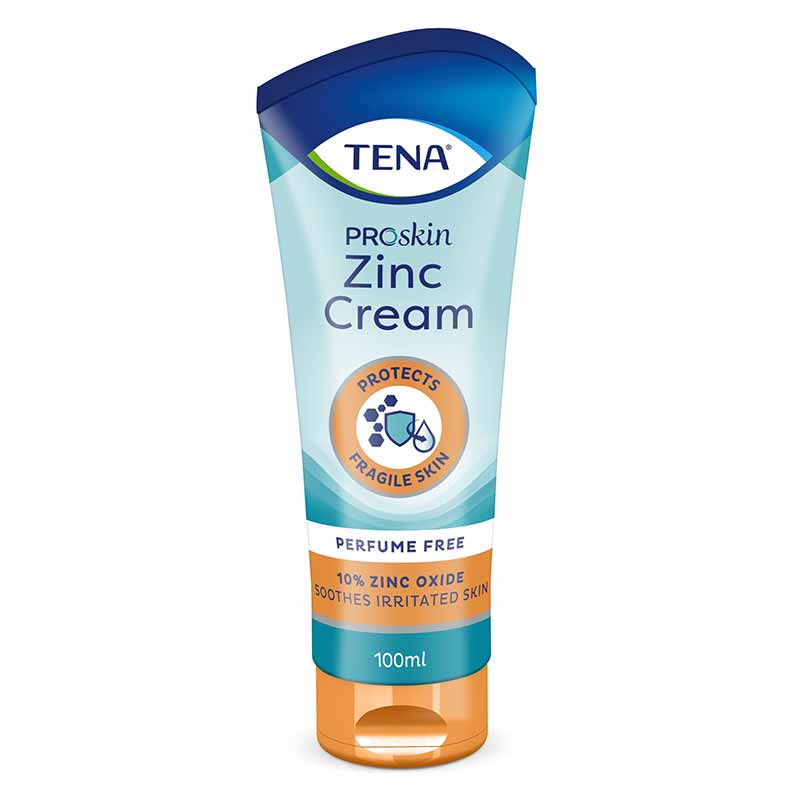 TENA®
PROskin
Zinc
Cream
PROTECTS
FRAGILE SKIN
PERFUME FREE
10% ZINC OXIDE
SOOTHES IRRITATED SKIN
100ml